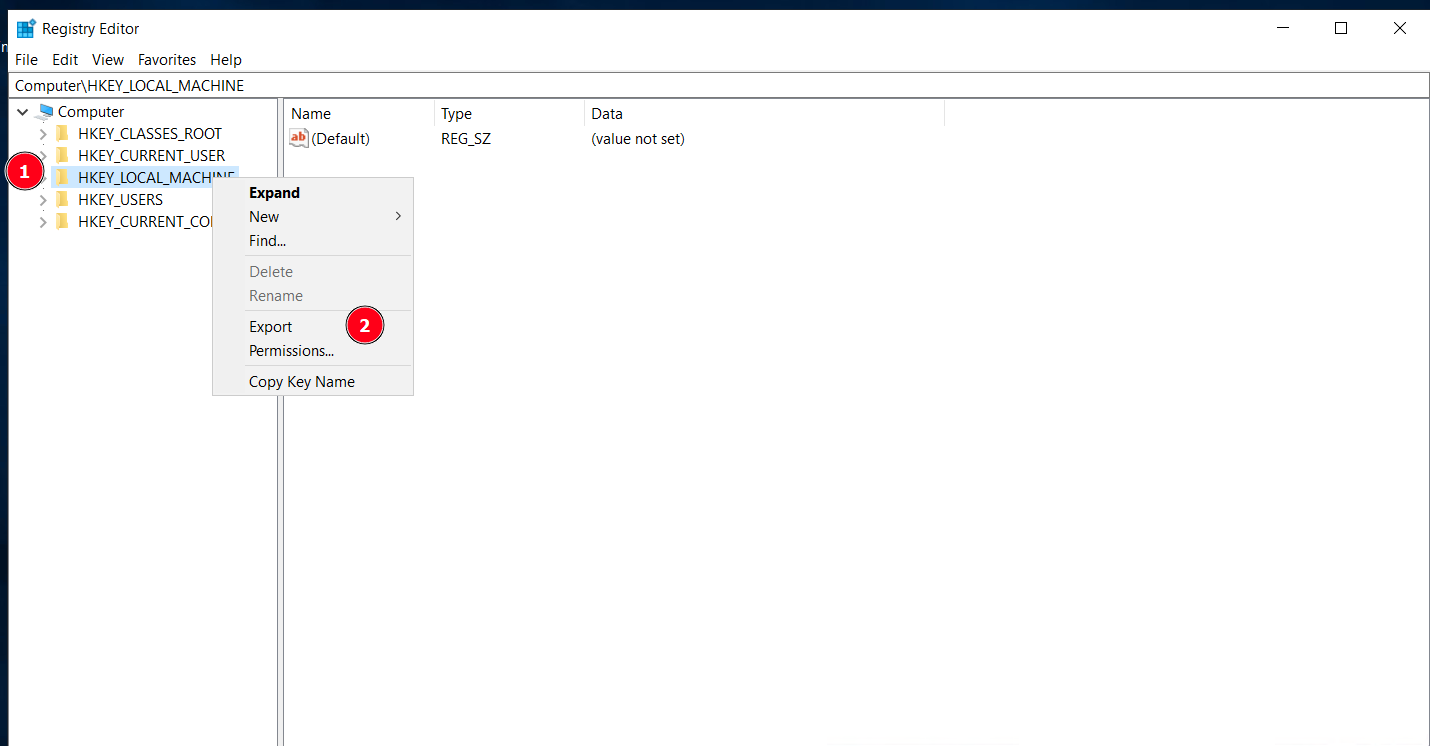 Registry Editor
File Edit View Favorites Help
Computer\HKEY_LOCAL_MACHINE
Computer
HKEY_CLASSES_ROOT
HKEY_CURRENT_USER
1
HKEY_LOCAL_MACHINE
HKEY_USERS
HKEY_CURRENT_CO
Name Type Data
ab (Default) REG_SZ (value not set)
Expand
New
Find...
Delete
Rename
Export
2
Permissions...
Copy Key Name